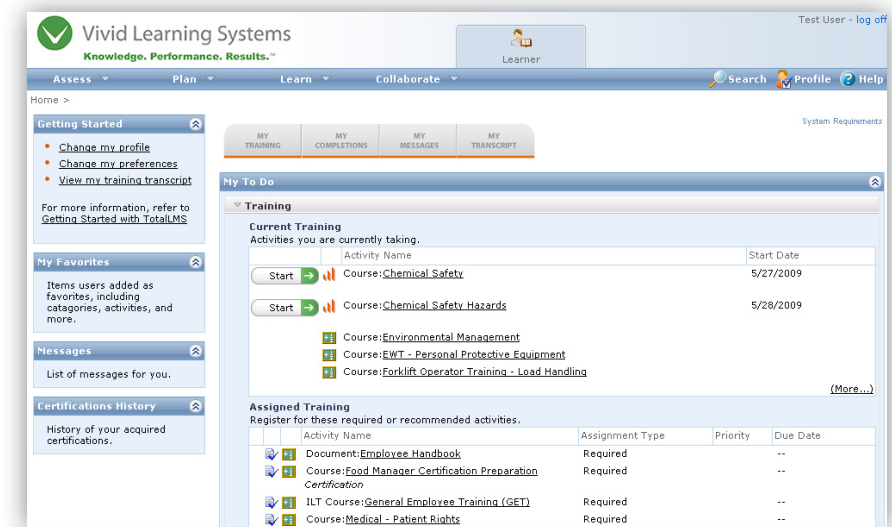 Test User - log off
Vivid Learning Systems
Knowledge. Performance. Results.™
Learner
Assess Plan Learn Collaborate Search Profile Help
Home >
System Requirements
Getting Started
Change my profile
Change my preferences
View my training transcript
For more information, refer to
Getting Started with TotalLMS
My Favorites
Items users added as
favorites, including
catagories, activities, and
more.
Messages
List of messages for you.
Certifications History
History of your acquired
certifications.
MY TRAINING
MY COMPLETIONS
MY MESSAGES
MY TRANSCRIPT
My To Do
Training
Current Training
Activities you are currently taking.
Activity Name Start Date
Start Course:Chemical Safety 5/27/2009
Start Course:Chemical Safety Hazards 5/28/2009
Course:Environmental Management
Course:EWT - Personal Protective Equipment
Course:Forklift Operator Training - Load Handling
(More...)
Assigned Training
Register for these required or recommended activities.
Activity Name Assignment Type Priority Due Date
Document:Employee Handbook Required --
Course:Food Manager Certification Preparation Required --
Certification
ILT Course:General Employee Training (GET) Required --
Course:Medical - Patient Rights Required --